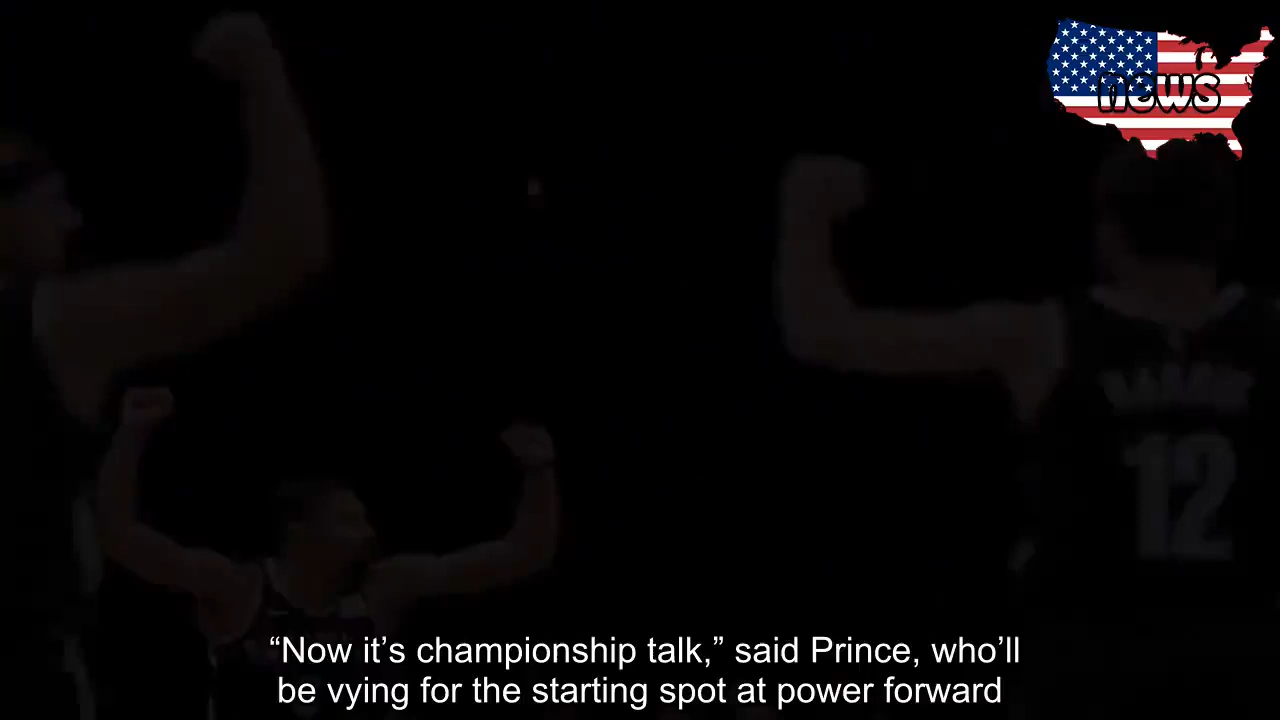 news
“Now it’s championship talk,” said Prince, who’ll
be vying for the starting spot at power forward
12